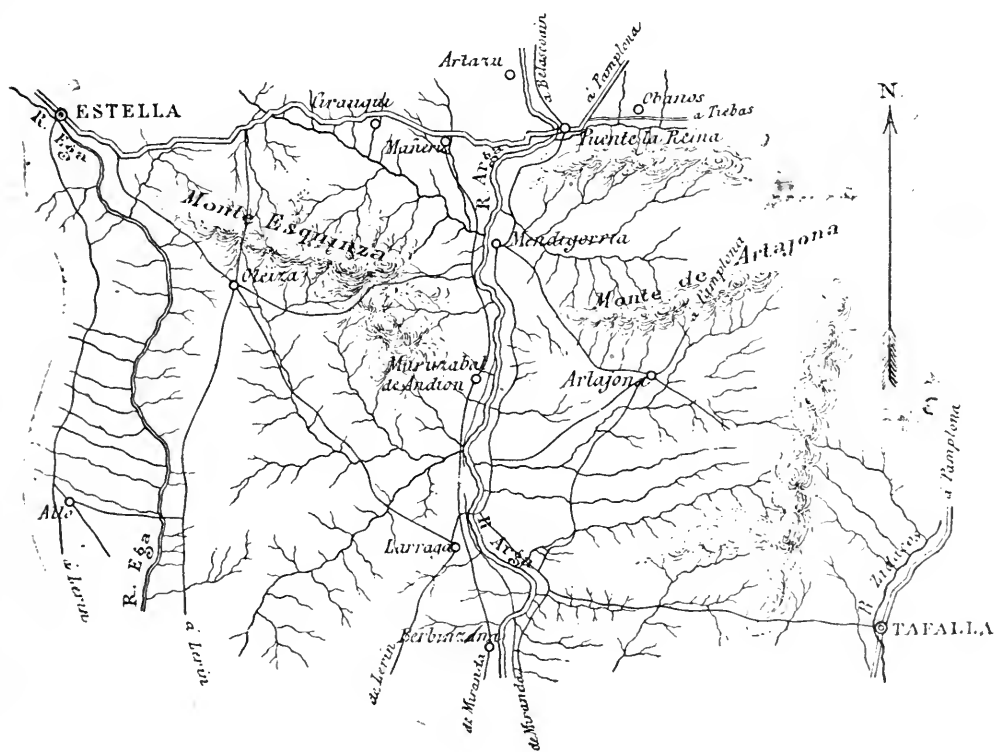 Artazu
á Belascoain
á Pamplona
Obanos
á Tiebas
N.
ESTELLA
R. Ega
Cirauqui
Mañeru
Puente la Reina
R. Arga
Monte Esquinza
Mendigorria
Monte de Artajona
á Pamplona
Oteiza
Muruzabal
de Andion
Artajona
á Pamplona
Allo
R. Arga
Larraga
R. Zidacos
R. Ega
á Lerin
á Lerin
Berbinzana
TAFALLA
de Lerin
de Miranda
de Miranda